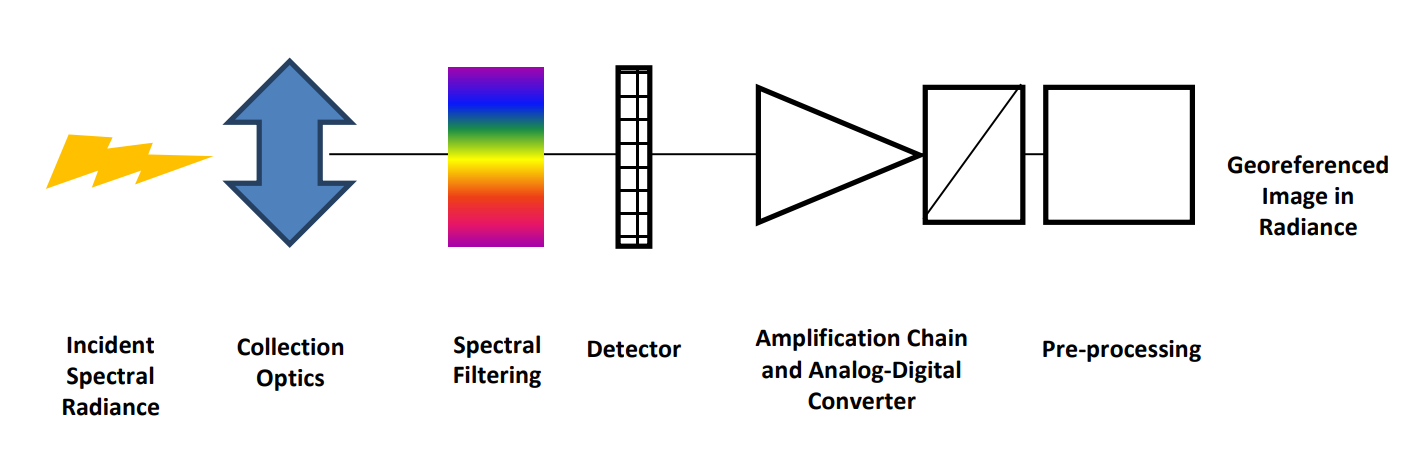 Georeferenced
Image in
Radiance
Incident
Spectral
Radiance
Collection
Optics
Spectral
Filtering
Detector
Amplification Chain
and Analog-Digital
Converter
Pre-processing